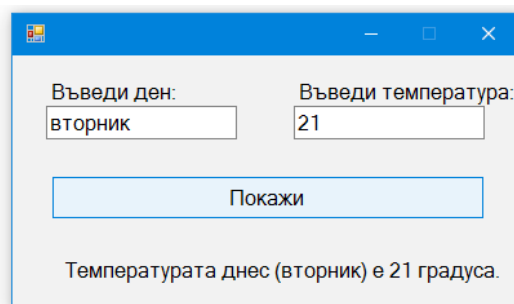 Въведи ден: Въведи температура:
вторник 21
Покажи
Температурата днес (вторник) е 21 градуса.